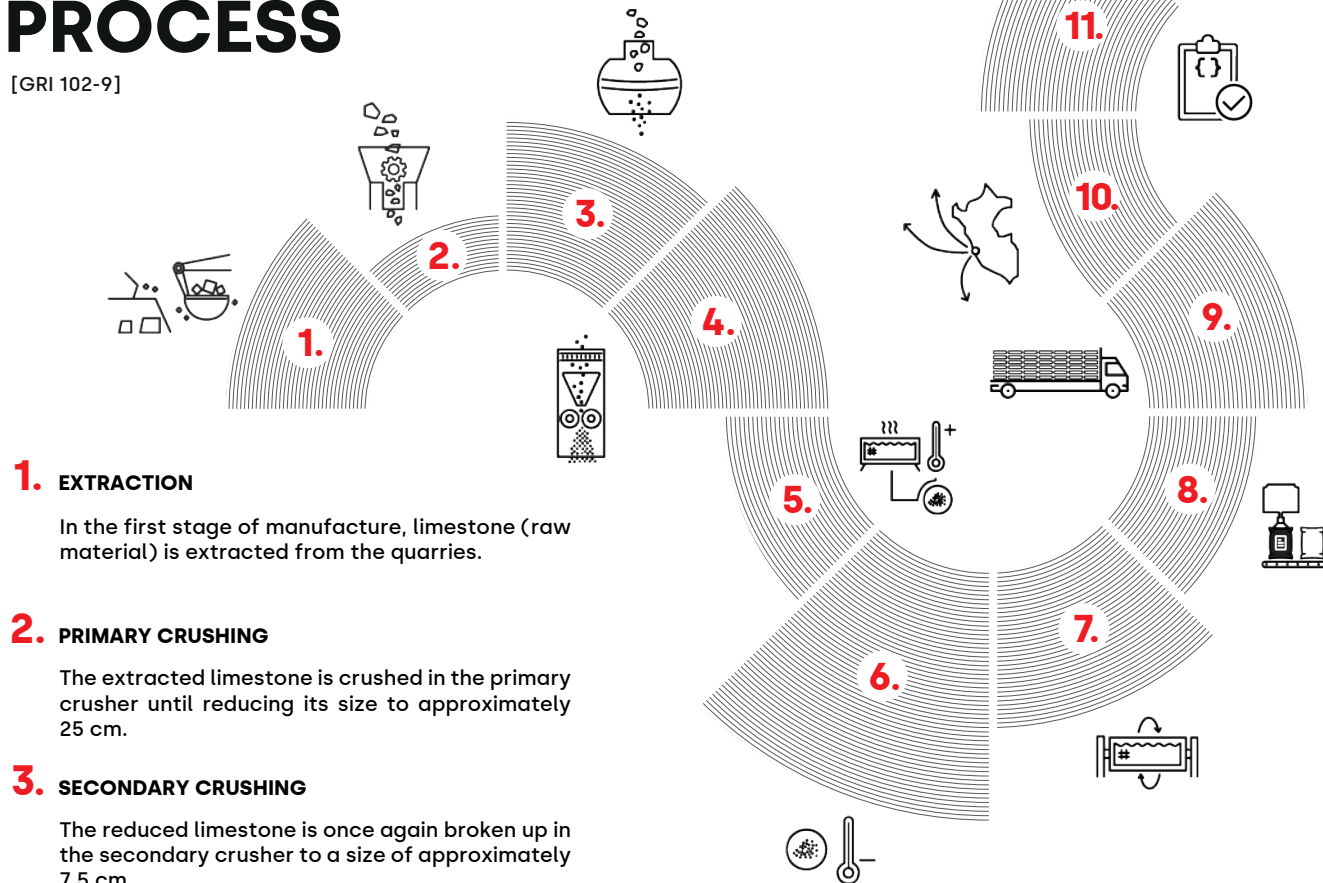 PROCESS
[GRI 102-9]
1.
2.
3.
4.
5.
6.
7.
8.
9.
10.
11.
1. EXTRACTION
In the first stage of manufacture, limestone (raw
material) is extracted from the quarries.
2. PRIMARY CRUSHING
The extracted limestone is crushed in the primary
crusher until reducing its size to approximately
25 cm.
3. SECONDARY CRUSHING
The reduced limestone is once again broken up in
the secondary crusher to a size of approximately
7.5 cm.